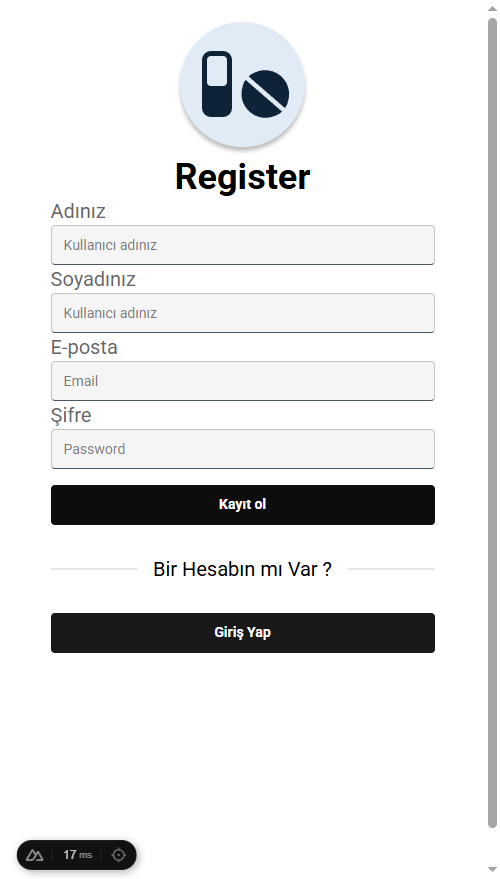 Register
Adınız
Kullanıcı adınız
Soyadınız
Kullanıcı adınız
E-posta
Email
Şifre
Password
Kayıt ol
Bir Hesabın mı Var ?
Giriş Yap
17 ms